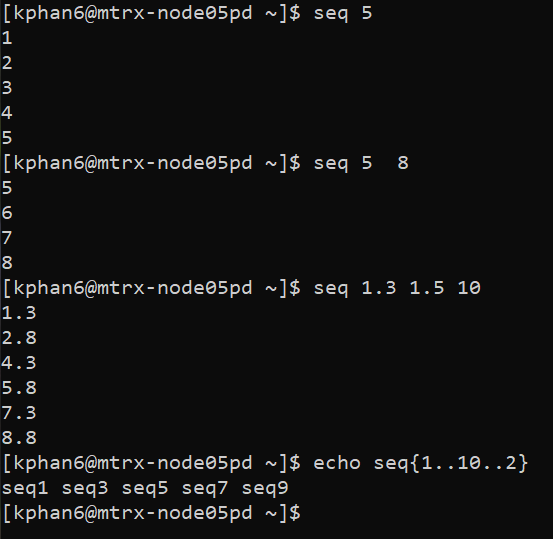 [kphan6@mtrx-node05pd ~]$ seq 5
1
2
3
4
5
[kphan6@mtrx-node05pd ~]$ seq 5  8
5
6
7
8
[kphan6@mtrx-node05pd ~]$ seq 1.3 1.5 10
1.3
2.8
4.3
5.8
7.3
8.8
[kphan6@mtrx-node05pd ~]$ echo seq{1..10..2}
seq1 seq3 seq5 seq7 seq9
[kphan6@mtrx-node05pd ~]$